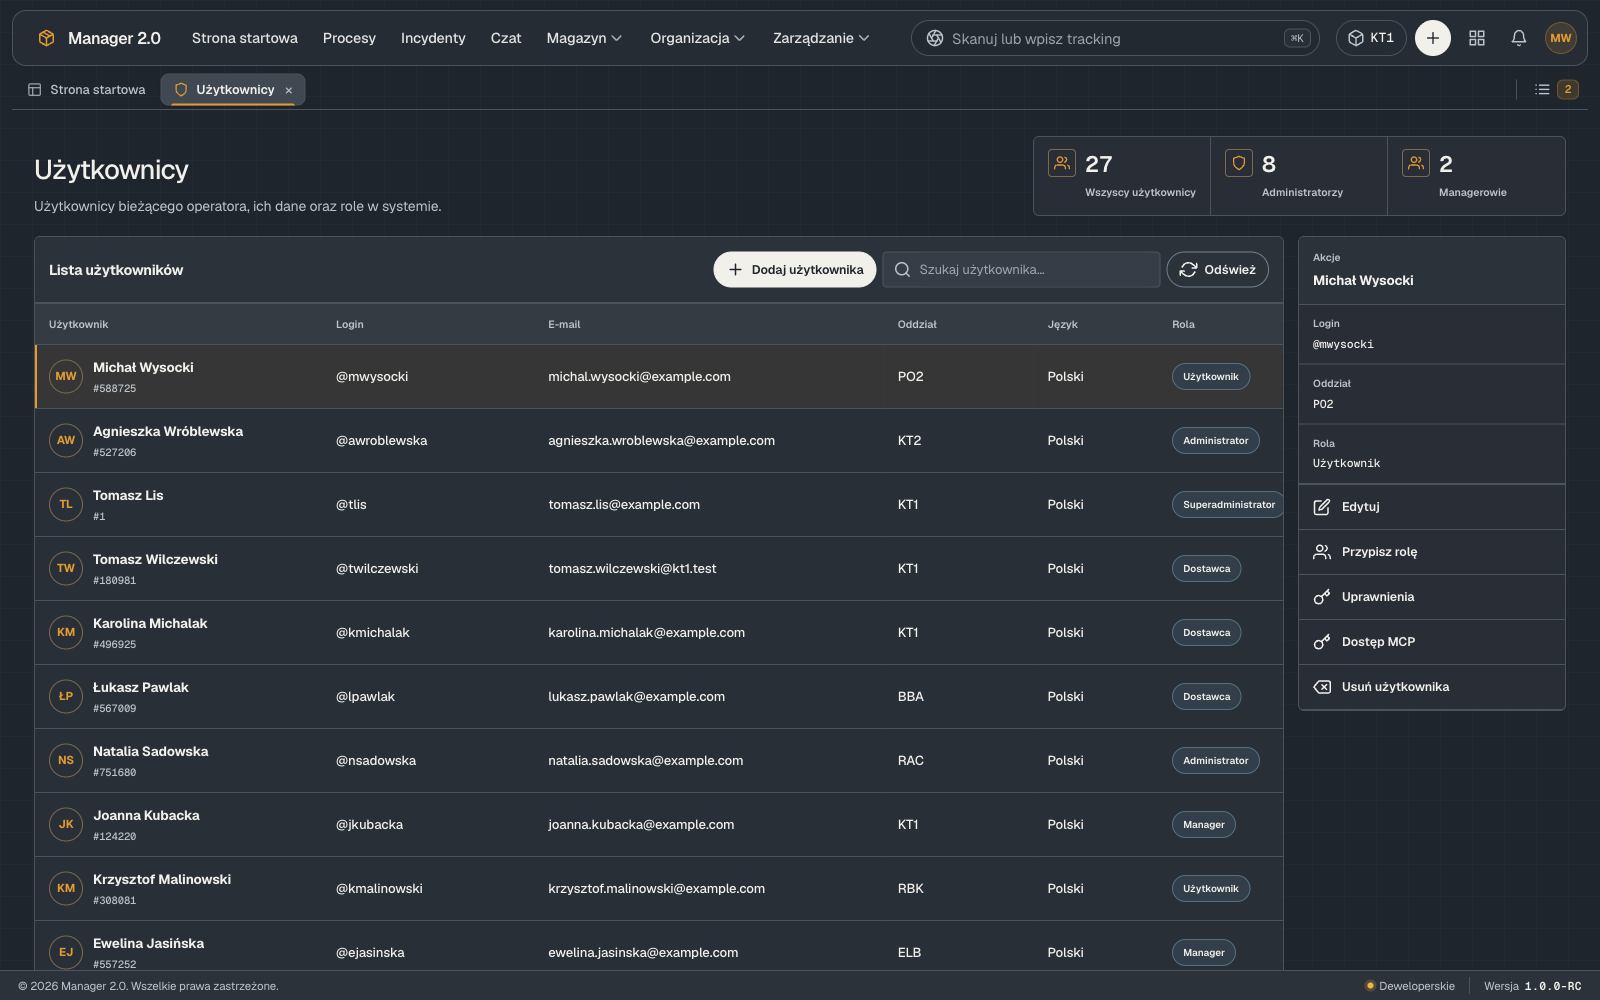 Manager 2.0 Strona startowa Procesy Incydenty Czat Magazyn Organizacja Zarządzanie Skanuj lub wpisz tracking ⌘K KT1 MW
Strona startowa Użytkownicy × 2
Użytkownicy
Użytkownicy bieżącego operatora, ich dane oraz role w systemie.
27 Wszyscy użytkownicy
8 Administratorzy
2 Managerowie
Lista użytkowników Dodaj użytkownika Szukaj użytkownika... Odśwież
Użytkownik Login E-mail Oddział Język Rola
MW Michał Wysocki #588725 @mwysocki michal.wysocki@example.com PO2 Polski Użytkownik
AW Agnieszka Wróblewska #527206 @awroblewska agnieszka.wroblewska@example.com KT2 Polski Administrator
TL Tomasz Lis #1 @tlis tomasz.lis@example.com KT1 Polski Superadministrator
TW Tomasz Wilczewski #180981 @twilczewski tomasz.wilczewski@kt1.test KT1 Polski Dostawca
KM Karolina Michalak #496925 @kmichalak karolina.michalak@example.com KT1 Polski Dostawca
ŁP Łukasz Pawlak #567009 @lpawlak lukasz.pawlak@example.com BBA Polski Dostawca
NS Natalia Sadowska #751680 @nsadowska natalia.sadowska@example.com RAC Polski Administrator
JK Joanna Kubacka #124220 @jkubacka joanna.kubacka@example.com KT1 Polski Manager
KM Krzysztof Malinowski #308081 @kmalinowski krzysztof.malinowski@example.com RBK Polski Użytkownik
EJ Ewelina Jasińska #557252 @ejasinska ewelina.jasinska@example.com ELB Polski Manager
Akcje
Michał Wysocki
Login
@mwysocki
Oddział
PO2
Rola
Użytkownik
Edytuj
Przypisz rolę
Uprawnienia
Dostęp MCP
Usuń użytkownika
© 2026 Manager 2.0. Wszelkie prawa zastrzeżone. Deweloperskie Wersja 1.0.0-RC